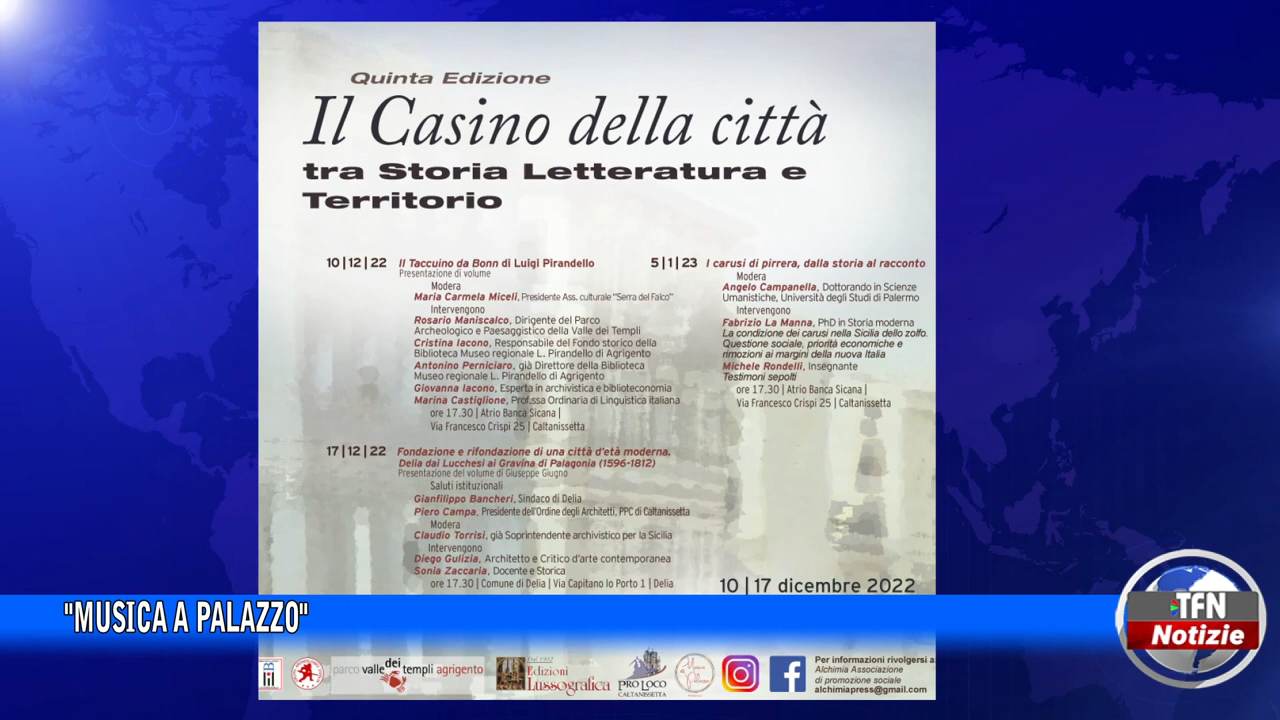 Quinta Edizione
Il Casino della città
tra Storia Letteratura e
Territorio
10|12|22 Il Taccuino da Bonn di Luigi Pirandello
Presentazione di volume
Modera
Maria Carmela Miceli, Presidente Ass. culturale "Serra del Falco"
Intervengono
Rosario Maniscalco, Dirigente del Parco
Archeologico e Paesaggistico della Valle dei Templi
Cristina Iacono, Responsabile del Fondo storico della
Biblioteca Museo regionale L. Pirandello di Agrigento
Antonino Perniciaro, già Direttore della Biblioteca
Museo regionale L. Pirandello di Agrigento
Giovanna Iacono, Esperta in archivistica e biblioteconomia
Marina Castiglione, Prof.ssa Ordinaria di Linguistica italiana
ore 17.30 | Atrio Banca Sicana |
Via Francesco Crispi 25 | Caltanissetta
17|12|22 Fondazione e rifondazione di una città d'età moderna.
Delia dai Lucchesi ai Gravina di Palagonia (1596-1812)
Presentazione del volume di Giuseppe Giugno
Saluti istituzionali
Gianfilippo Bancheri, Sindaco di Delia
Piero Campa, Presidente dell'Ordine degli Architetti, PPC di Caltanissetta
Modera
Claudio Torrisi, già Soprintendente archivistico per la Sicilia
Intervengono
Diego Gulizia, Architetto e Critico d'arte contemporanea
Sonia Zaccaria, Docente e Storica
ore 17.30 | Comune di Delia | Via Capitano lo Porto 1 | Delia
5|1|23 I carusi di pirrera, dalla storia al racconto
Modera
Angelo Campanella, Dottorando in Scienze
Umanistiche, Università degli Studi di Palermo
Intervengono
Fabrizio La Manna, PhD in Storia moderna
La condizione dei carusi nella Sicilia dello zolfo.
Questione sociale, priorità economiche e
rimozioni ai margini della nuova Italia
Michele Rondelli, Insegnante
Testimoni sepolti
ore 17.30 | Atrio Banca Sicana |
Via Francesco Crispi 25 | Caltanissetta
10|17 dicembre 2022
"MUSICA A PALAZZO"
TFN
Notizie
parco valle dei templi agrigento
Dal 1952
Edizioni
Lussografica
PRO LOCO
CALTANISSETTA
Per informazioni rivolgersi a
Alchimia Associazione
di promozione sociale
alchimiapress@gmail.com